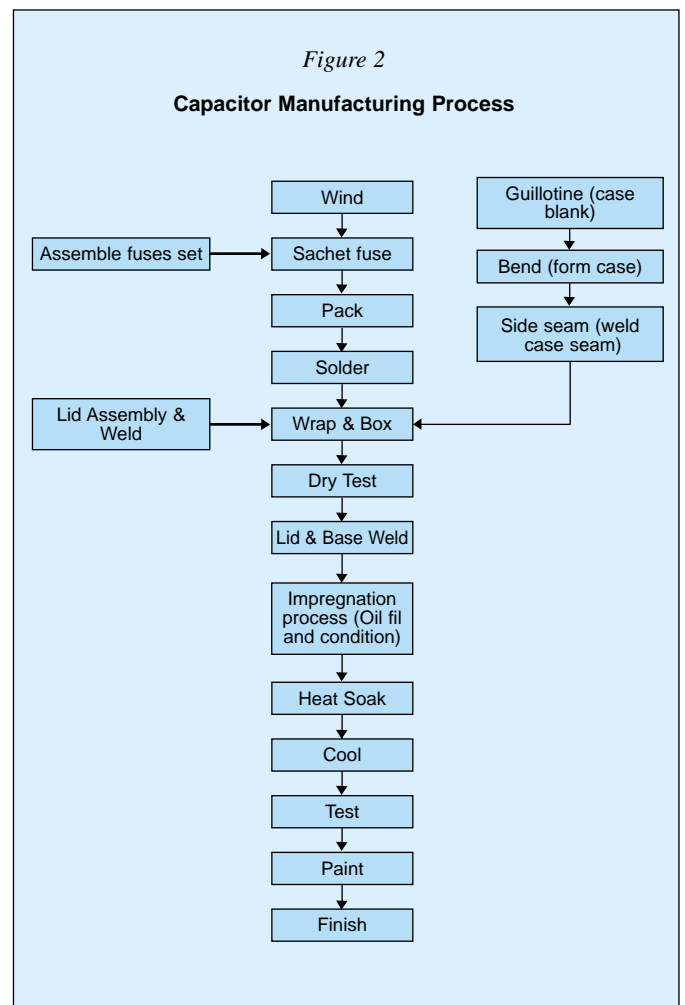 Figure 2
Capacitor Manufacturing Process
Wind
Guillotine (case
blank)
Assemble fuses set
Sachet fuse
Bend (form case)
Pack
Side seam (weld
case seam)
Solder
Lid Assembly &
Weld
Wrap & Box
Dry Test
Lid & Base Weld
Impregnation
process (Oil fil
and condition)
Heat Soak
Cool
Test
Paint
Finish